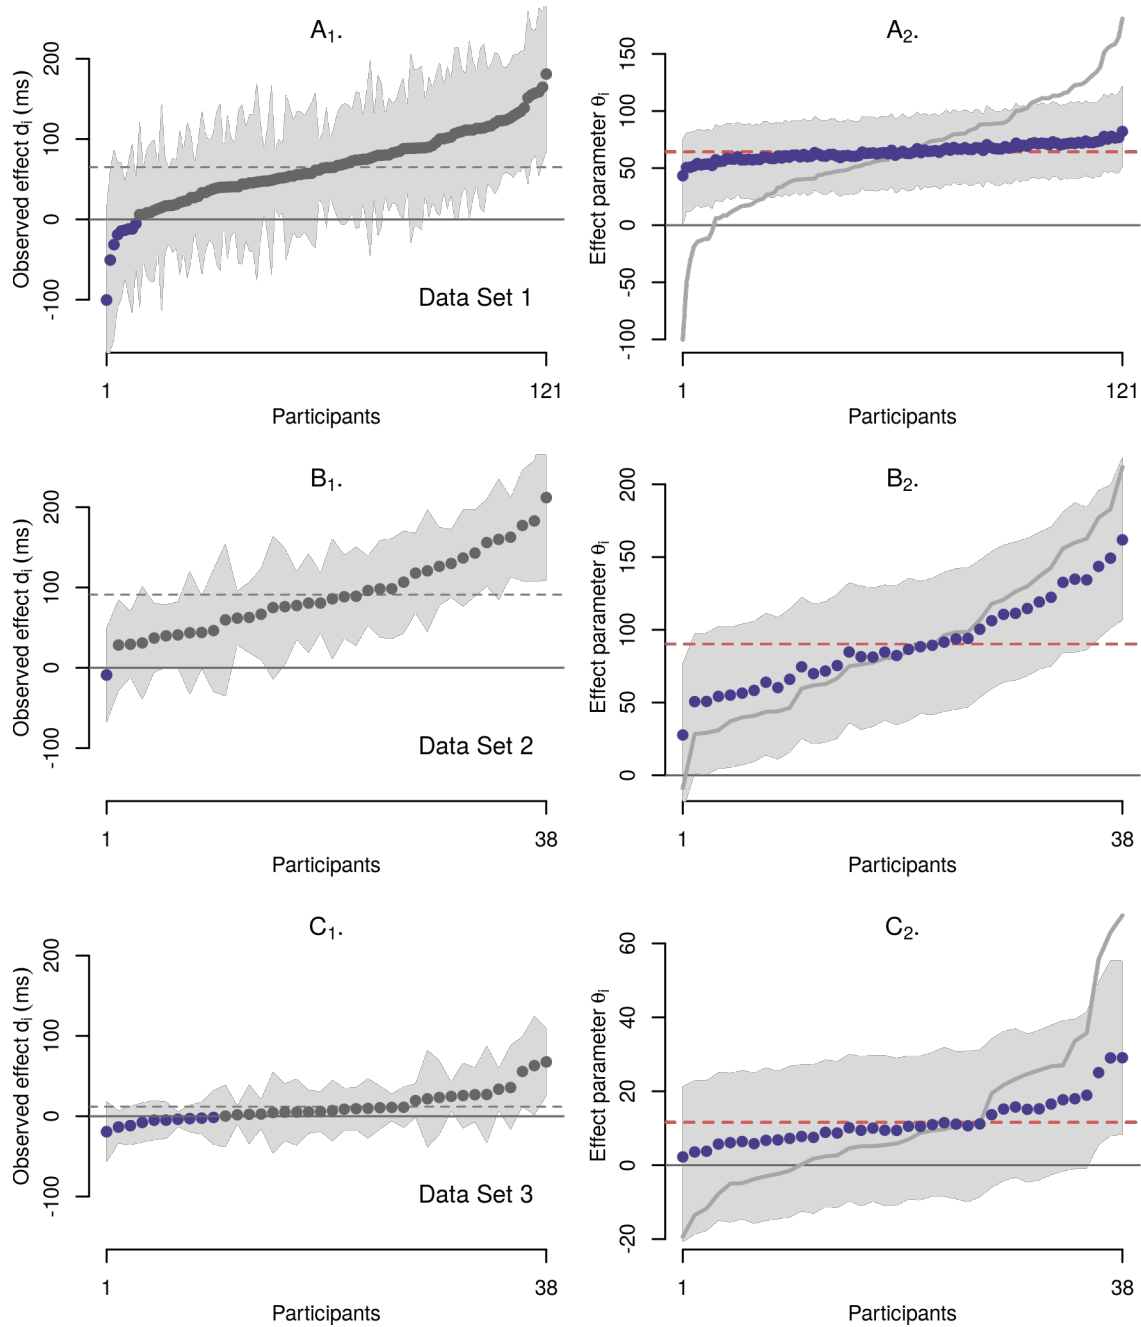 A1.
Observed effect di (ms)
200
100
0
-100
Data Set 1
1
121
Participants
A2.
Effect parameter θi
150
100
50
0
-50
-100
1
121
Participants
B1.
Observed effect di (ms)
200
100
0
-100
Data Set 2
1
38
Participants
B2.
Effect parameter θi
200
150
100
50
0
1
38
Participants
C1.
Observed effect di (ms)
200
100
0
-100
Data Set 3
1
38
Participants
C2.
Effect parameter θi
60
40
20
0
-20
1
38
Participants